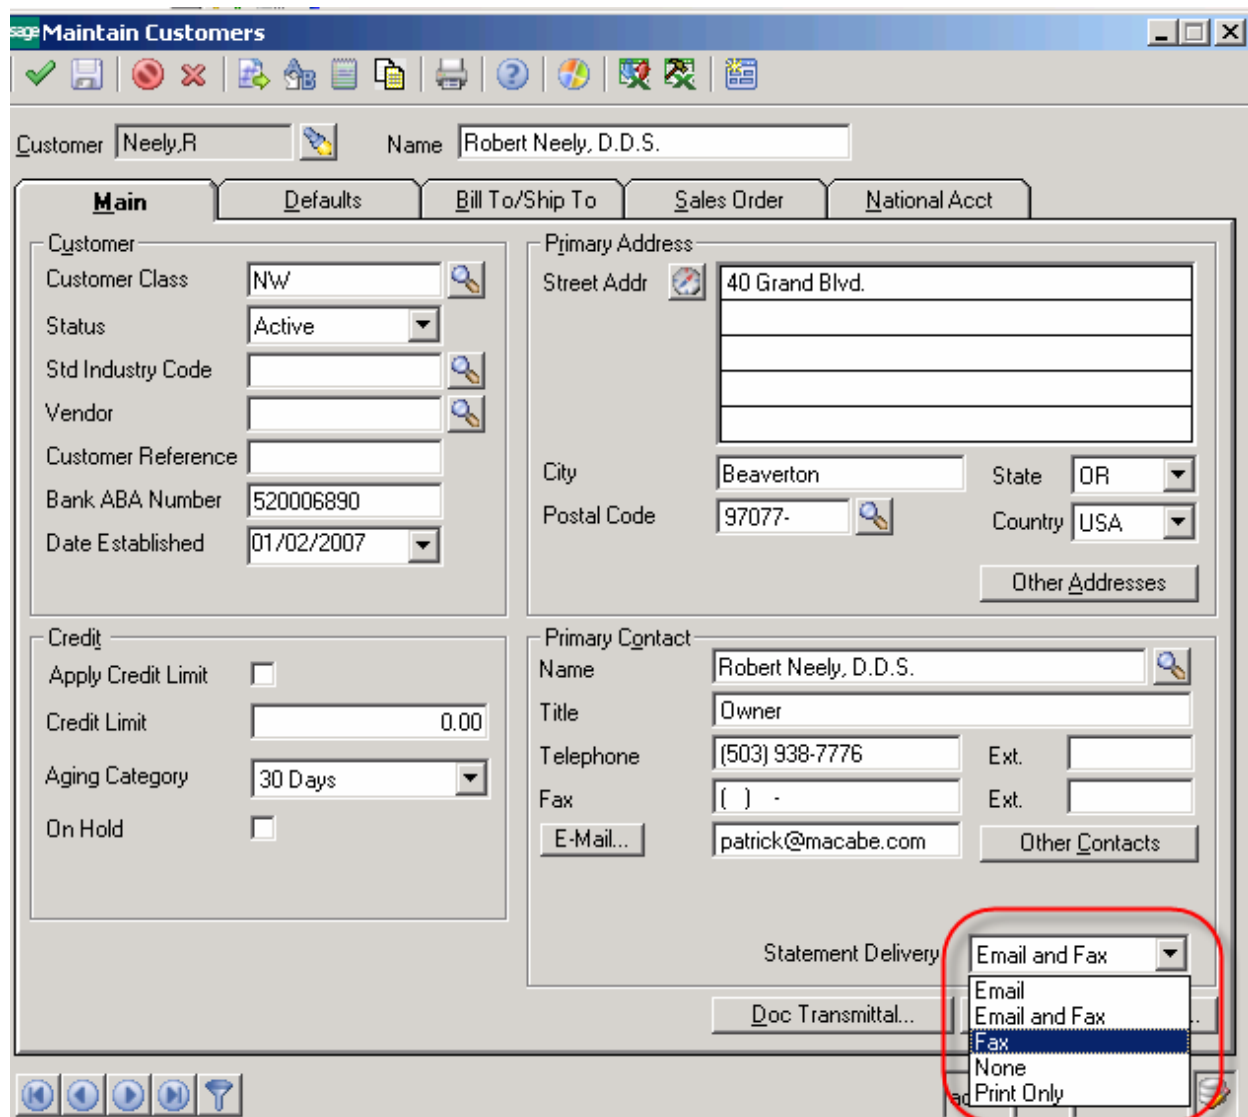 sage Maintain Customers
Customer Neely,R Name Robert Neely, D.D.S.
Main Defaults Bill To/Ship To Sales Order National Acct
Customer
Customer Class NW
Status Active
Std Industry Code
Vendor
Customer Reference
Bank ABA Number 520006890
Date Established 01/02/2007
Primary Address
Street Addr 40 Grand Blvd.
City Beaverton State OR
Postal Code 97077- Country USA
Other Addresses
Credit
Apply Credit Limit
Credit Limit 0.00
Aging Category 30 Days
On Hold
Primary Contact
Name Robert Neely, D.D.S.
Title Owner
Telephone (503) 938-7776 Ext.
Fax ( ) - Ext.
E-Mail... patrick@macabe.com Other Contacts
Statement Delivery Email and Fax
Email
Email and Fax
Fax
None
Print Only
Doc Transmittal...